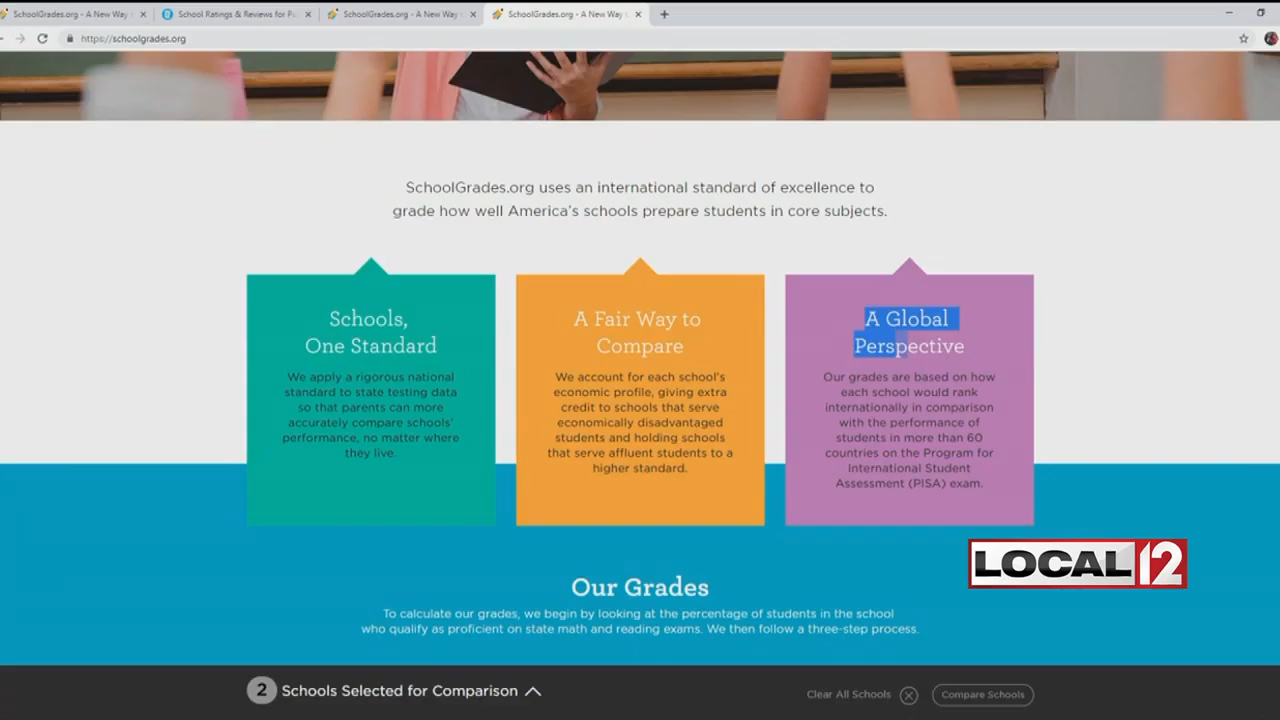 SchoolGrades.org - A New Way
School Ratings & Reviews for Pu
SchoolGrades.org - A New Way
SchoolGrades.org - A New Way
https://schoolgrades.org
SchoolGrades.org uses an international standard of excellence to
grade how well America's schools prepare students in core subjects.
Schools,
One Standard
We apply a rigorous national
standard to state testing data
so that parents can more
accurately compare schools'
performance, no matter where
they live.
A Fair Way to
Compare
We account for each school's
economic profile, giving extra
credit to schools that serve
economically disadvantaged
students and holding schools
that serve affluent students to a
higher standard.
A Global
Perspective
Our grades are based on how
each school would rank
internationally in comparison
with the performance of
students in more than 60
countries on the Program for
International Student
Assessment (PISA) exam.
LOCAL 12
Our Grades
To calculate our grades, we begin by looking at the percentage of students in the school
who qualify as proficient on state math and reading exams. We then follow a three-step process.
2 Schools Selected for Comparison
Clear All Schools
Compare Schools